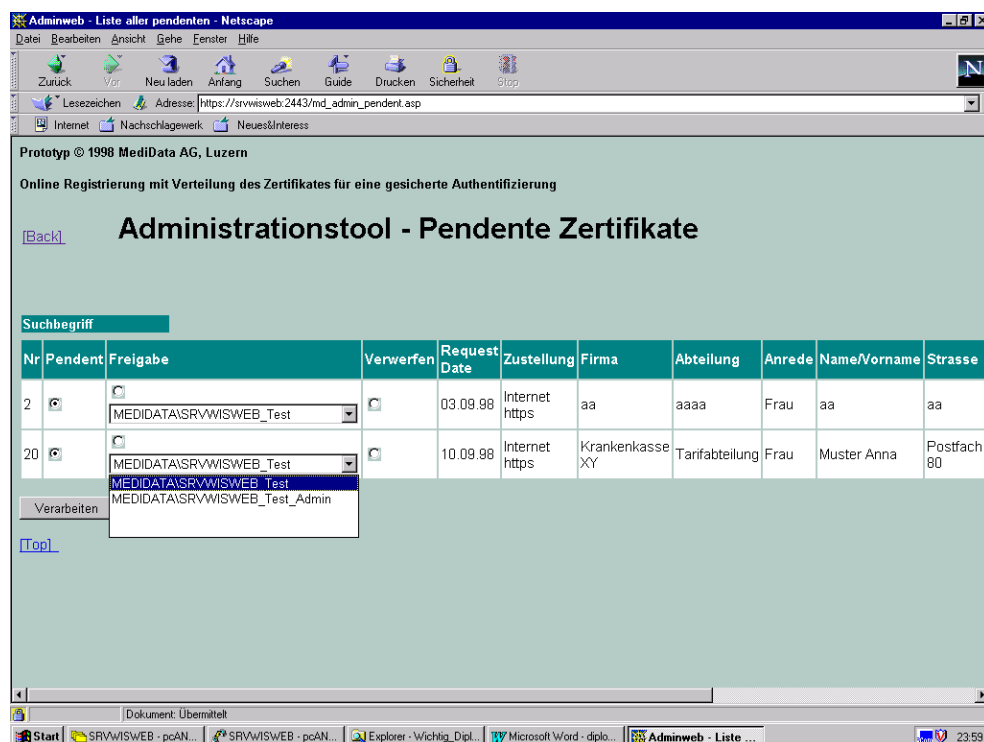 Adminweb - Liste aller pendenten - Netscape
Datei Bearbeiten Ansicht Gehe Fenster Hilfe
Zurück Vor Neu laden Anfang Suchen Guide Drucken Sicherheit Stop
N
Lesezeichen Adresse: https://srvwisweb:2443/md_admin_pendent.asp
Internet Nachschlagewerk Neues&Interess
Prototyp © 1998 MediData AG, Luzern
Online Registrierung mit Verteilung des Zertifikates für eine gesicherte Authentifizierung
[Back] Administrationstool - Pendente Zertifikate
Suchbegriff
Nr Pendent Freigabe Verwerfen Request Date Zustellung Firma Abteilung Anrede Name/Vorname Strasse
2 MEDIDATA\SRVWISWEB_Test 03.09.98 Internet https aa aaaa Frau aa aa
20 MEDIDATA\SRVWISWEB_Test 10.09.98 Internet https Krankenkasse XY Tarifabteilung Frau Muster Anna Postfach 80
MEDIDATA\SRVWISWEB_Test
MEDIDATA\SRVWISWEB_Test_Admin
Verarbeiten
[Top]
Dokument: Übermittelt
Start SRVWISWEB - pcAN... SRVWISWEB - pcAN... Explorer - Wichtig_Dipl... Microsoft Word - diplo... Adminweb - Liste ... 23:59